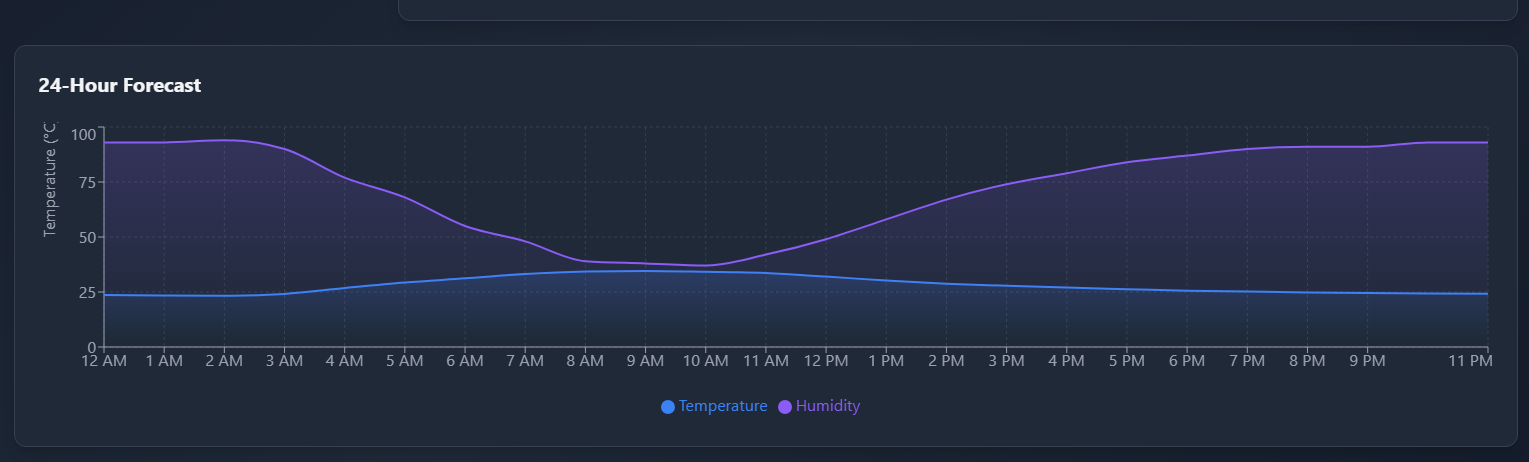 24-Hour Forecast
Temperature (°C
100
75
50
25
0
12 AM 1 AM 2 AM 3 AM 4 AM 5 AM 6 AM 7 AM 8 AM 9 AM 10 AM 11 AM 12 PM 1 PM 2 PM 3 PM 4 PM 5 PM 6 PM 7 PM 8 PM 9 PM 11 PM
Temperature Humidity